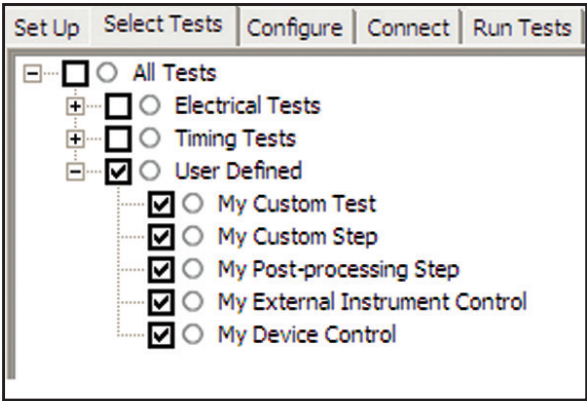 Set Up Select Tests Configure Connect Run Tests
All Tests
Electrical Tests
Timing Tests
User Defined
My Custom Test
My Custom Step
My Post-processing Step
My External Instrument Control
My Device Control